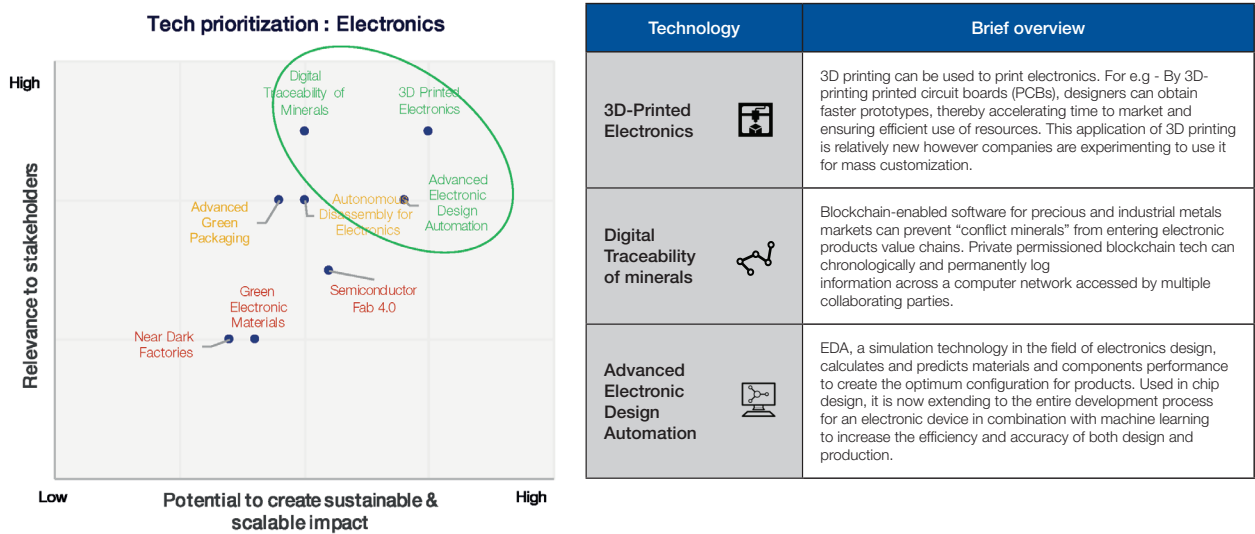 Tech prioritization : Electronics
High
Digital
Traceability of
Minerals
3D Printed
Electronics
Advanced
Green
Packaging
Autonomous
Disassembly for
Electronics
Advanced
Electronic
Design
Automation
Semiconductor
Fab 4.0
Green
Electronic
Materials
Near Dark
Factories
Relevance to stakeholders
Low
Potential to create sustainable &
scalable impact
High
Technology
Brief overview
3D-Printed
Electronics
3D printing can be used to print electronics. For e.g - By 3D-
printing printed circuit boards (PCBs), designers can obtain
faster prototypes, thereby accelerating time to market and
ensuring efficient use of resources. This application of 3D printing
is relatively new however companies are experimenting to use it
for mass customization.
Digital
Traceability
of minerals
Blockchain-enabled software for precious and industrial metals
markets can prevent “conflict minerals” from entering electronic
products value chains. Private permissioned blockchain tech can
chronologically and permanently log
information across a computer network accessed by multiple
collaborating parties.
Advanced
Electronic
Design
Automation
EDA, a simulation technology in the field of electronics design,
calculates and predicts materials and components performance
to create the optimum configuration for products. Used in chip
design, it is now extending to the entire development process
for an electronic device in combination with machine learning
to increase the efficiency and accuracy of both design and
production.